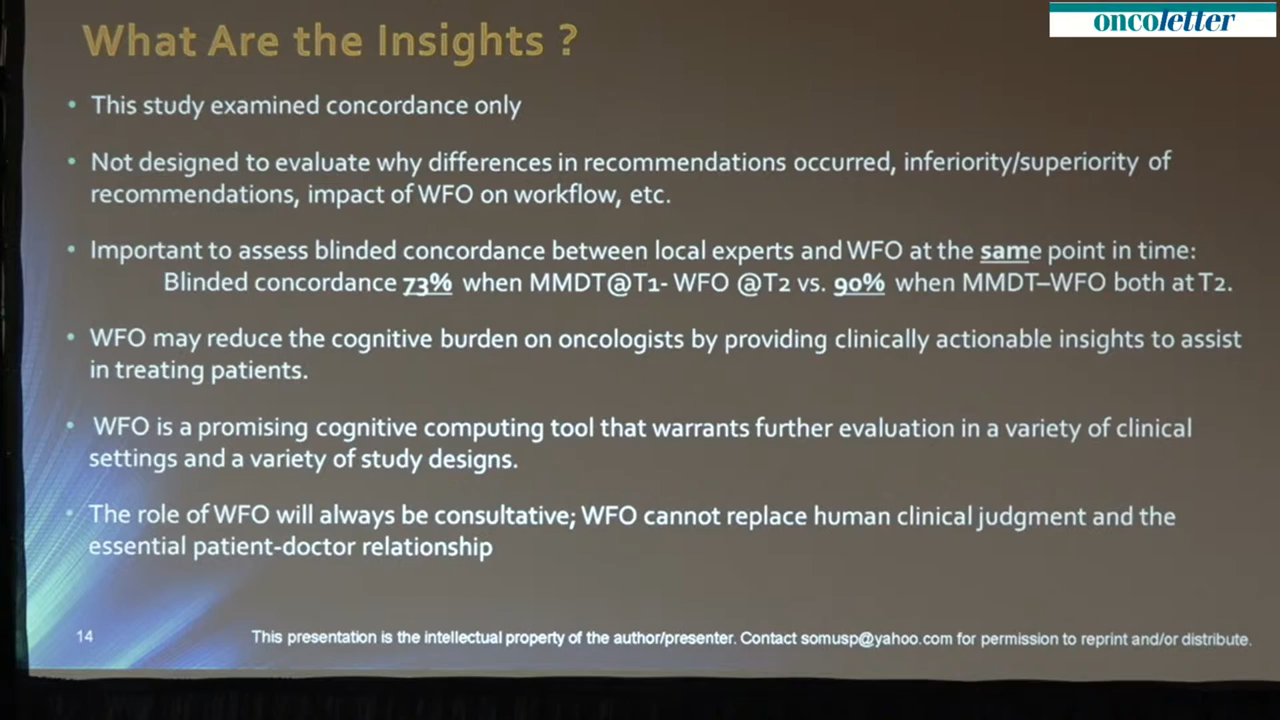 oncoletter
What Are the Insights ?
• This study examined concordance only
• Not designed to evaluate why differences in recommendations occurred, inferiority/superiority of
recommendations, impact of WFO on workflow, etc.
• Important to assess blinded concordance between local experts and WFO at the same point in time:
Blinded concordance 73% when MMDT@T1- WFO @T2 vs. 90% when MMDT–WFO both at T2.
• WFO may reduce the cognitive burden on oncologists by providing clinically actionable insights to assist
in treating patients.
• WFO is a promising cognitive computing tool that warrants further evaluation in a variety of clinical
settings and a variety of study designs.
• The role of WFO will always be consultative; WFO cannot replace human clinical judgment and the
essential patient-doctor relationship
14
This presentation is the intellectual property of the author/presenter. Contact somusp@yahoo.com for permission to reprint and/or distribute.